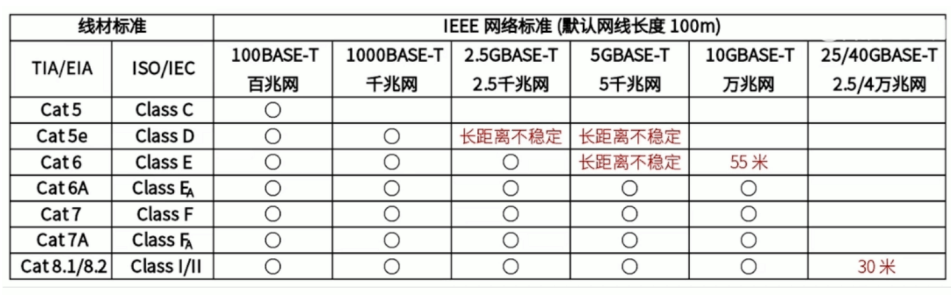 线材标准 IEEE 网络标准 (默认网线长度 100m)
TIA/EIA ISO/IEC 100BASE-T 1000BASE-T 2.5GBASE-T 5GBASE-T 10GBASE-T 25/40GBASE-T
百兆网 千兆网 2.5千兆网 5千兆网 万兆网 2.5/4万兆网
Cat 5 Class C ○
Cat 5e Class D ○ ○ 长距离不稳定 长距离不稳定
Cat 6 Class E ○ ○ ○ 长距离不稳定 55 米
Cat 6A Class EA ○ ○ ○ ○ ○
Cat 7 Class F ○ ○ ○ ○ ○
Cat 7A Class FA ○ ○ ○ ○ ○
Cat 8.1/8.2 Class I/II ○ ○ ○ ○ ○ 30 米